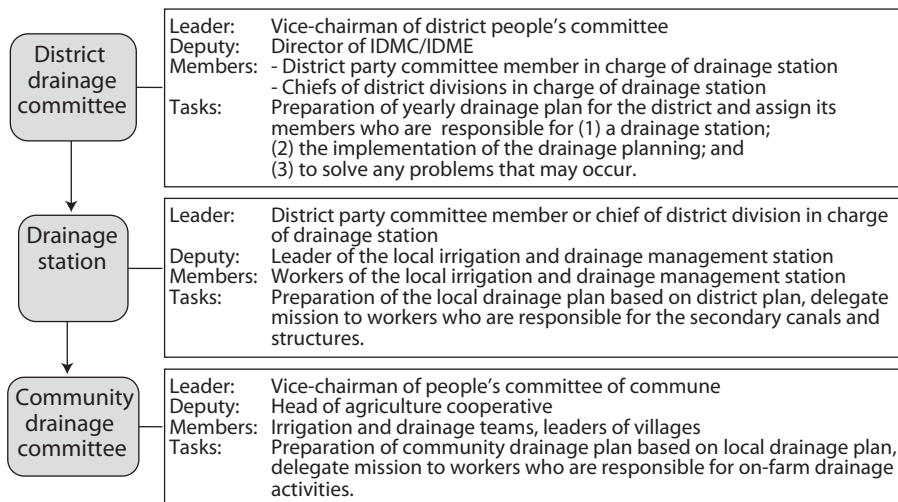 District
drainage
committee
Leader: Vice-chairman of district people's committee
Deputy: Director of IDMC/IDME
Members: - District party committee member in charge of drainage station
- Chiefs of district divisions in charge of drainage station
Tasks: Preparation of yearly drainage plan for the district and assign its
members who are responsible for (1) a drainage station;
(2) the implementation of the drainage planning; and
(3) to solve any problems that may occur.
Drainage
station
Leader: District party committee member or chief of district division in charge
of drainage station
Deputy: Leader of the local irrigation and drainage management station
Members: Workers of the local irrigation and drainage management station
Tasks: Preparation of the local drainage plan based on district plan, delegate
mission to workers who are responsible for the secondary canals and
structures.
Community
drainage
committee
Leader: Vice-chairman of people's committee of commune
Deputy: Head of agriculture cooperative
Members: Irrigation and drainage teams, leaders of villages
Tasks: Preparation of community drainage plan based on local drainage plan,
delegate mission to workers who are responsible for on-farm drainage
activities.